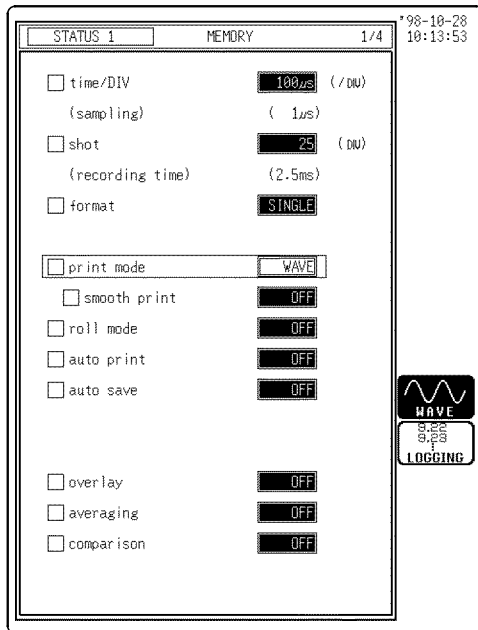 '98-10-28
10:13:53
STATUS 1 MEMORY 1/4
time/DIV 100µs (/DIV)
(sampling) ( 1µs)
shot 25 (DIV)
(recording time) (2.5ms)
format SINGLE
print mode WAVE
smooth print OFF
roll mode OFF
auto print OFF
auto save OFF
WAVE
9.22
9.23
LOGGING
overlay OFF
averaging OFF
comparison OFF